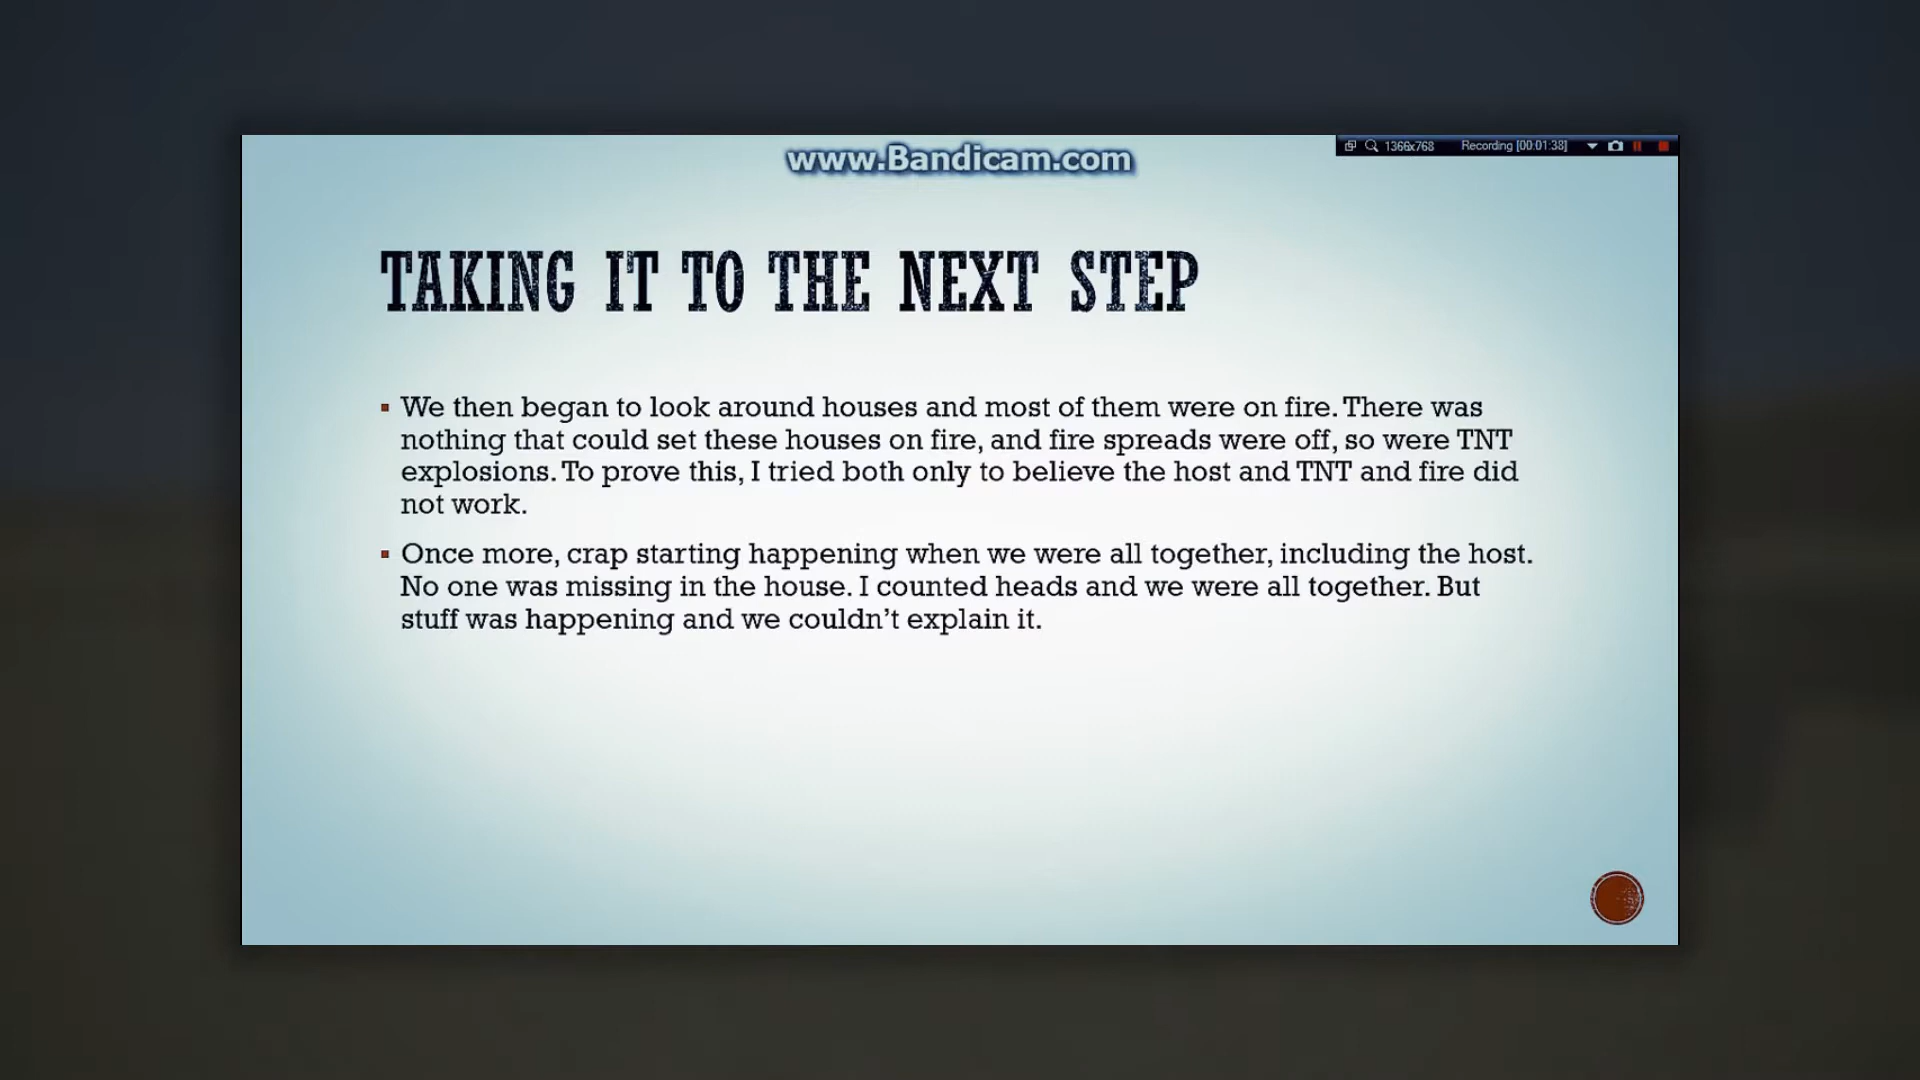 www.Bandicam.com
1366x768 Recording [00:01:38]
TAKING IT TO THE NEXT STEP
We then began to look around houses and most of them were on fire. There was
nothing that could set these houses on fire, and fire spreads were off, so were TNT
explosions. To prove this, I tried both only to believe the host and TNT and fire did
not work.
Once more, crap starting happening when we were all together, including the host.
No one was missing in the house. I counted heads and we were all together. But
stuff was happening and we couldn't explain it.